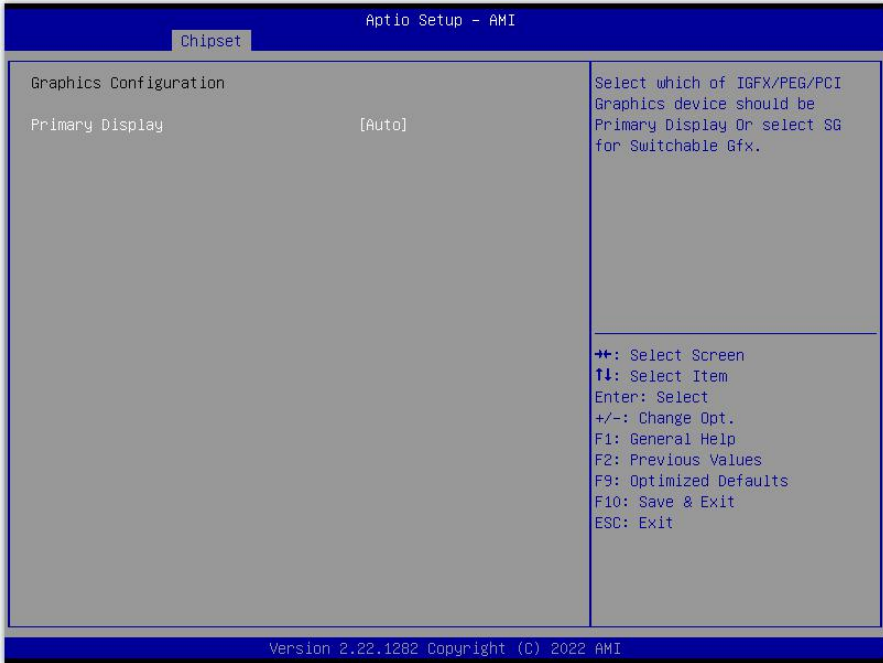 Aptio Setup – AMI
Chipset
Graphics Configuration
Primary Display [Auto]
Select which of IGFX/PEG/PCI
Graphics device should be
Primary Display Or select SG
for Switchable Gfx.
→←: Select Screen
↑↓: Select Item
Enter: Select
+/-: Change Opt.
F1: General Help
F2: Previous Values
F9: Optimized Defaults
F10: Save & Exit
ESC: Exit
Version 2.22.1282 Copyright (C) 2022 AMI